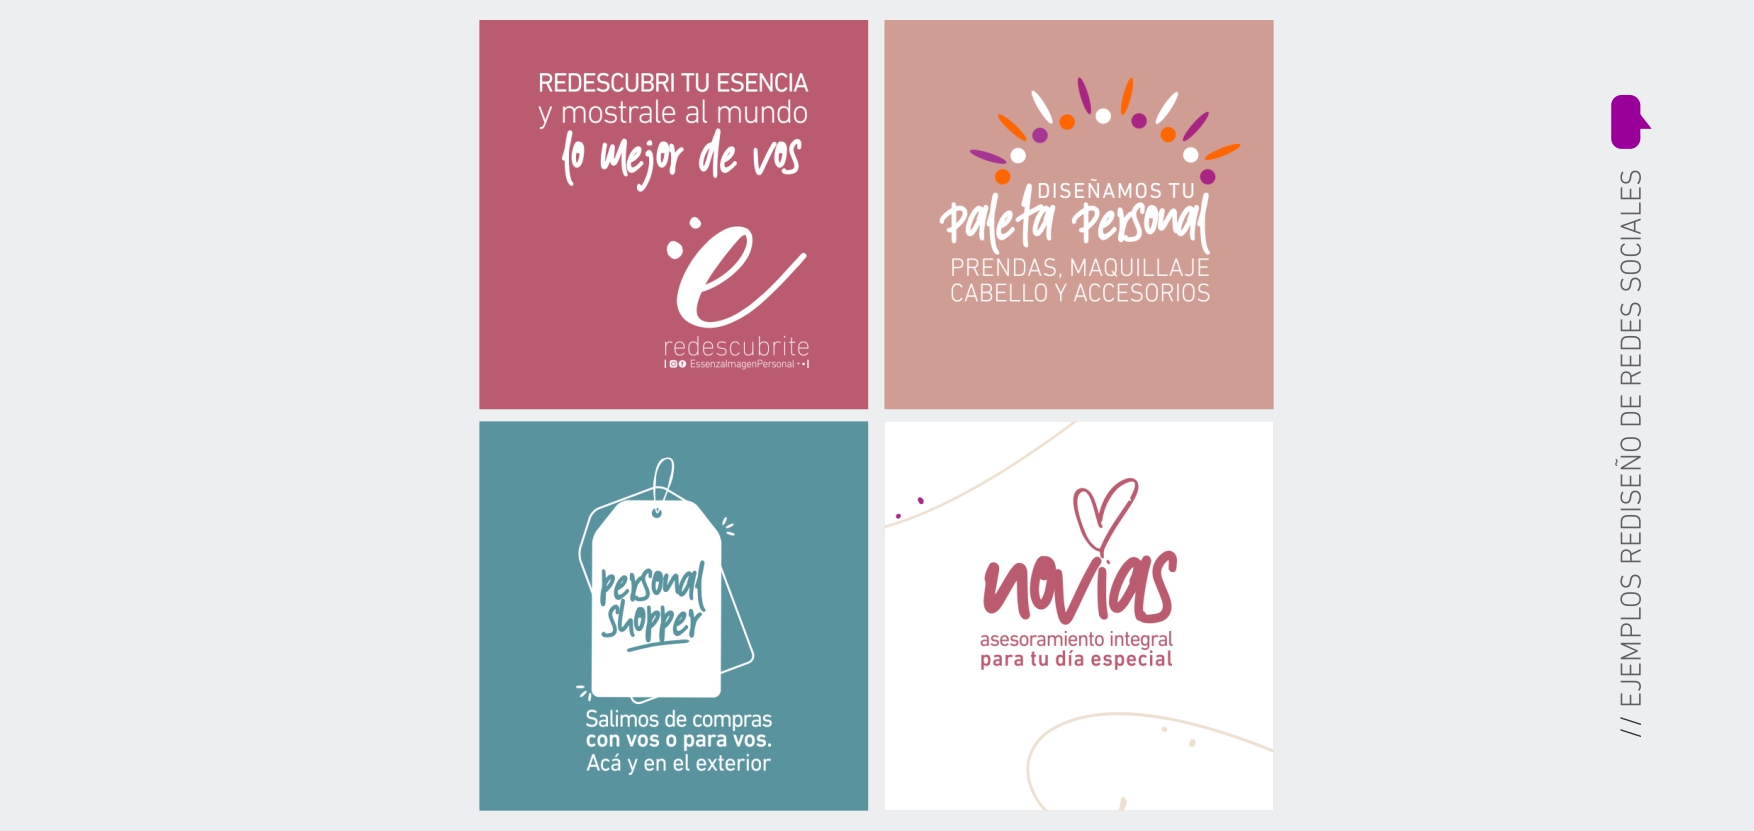 REDESCUBRI TU ESENCIA
y mostrale al mundo
lo mejor de vos
e
redescubrite
EssenzaImagenPersonal
DISEÑAMOS TU
paleta personal
PRENDAS, MAQUILLAJE
CABELLO Y ACCESORIOS
personal
shopper
Salimos de compras
con vos o para vos.
Acá y en el exterior
novias
asesoramiento integral
para tu día especial
// EJEMPLOS REDISEÑO DE REDES SOCIALES